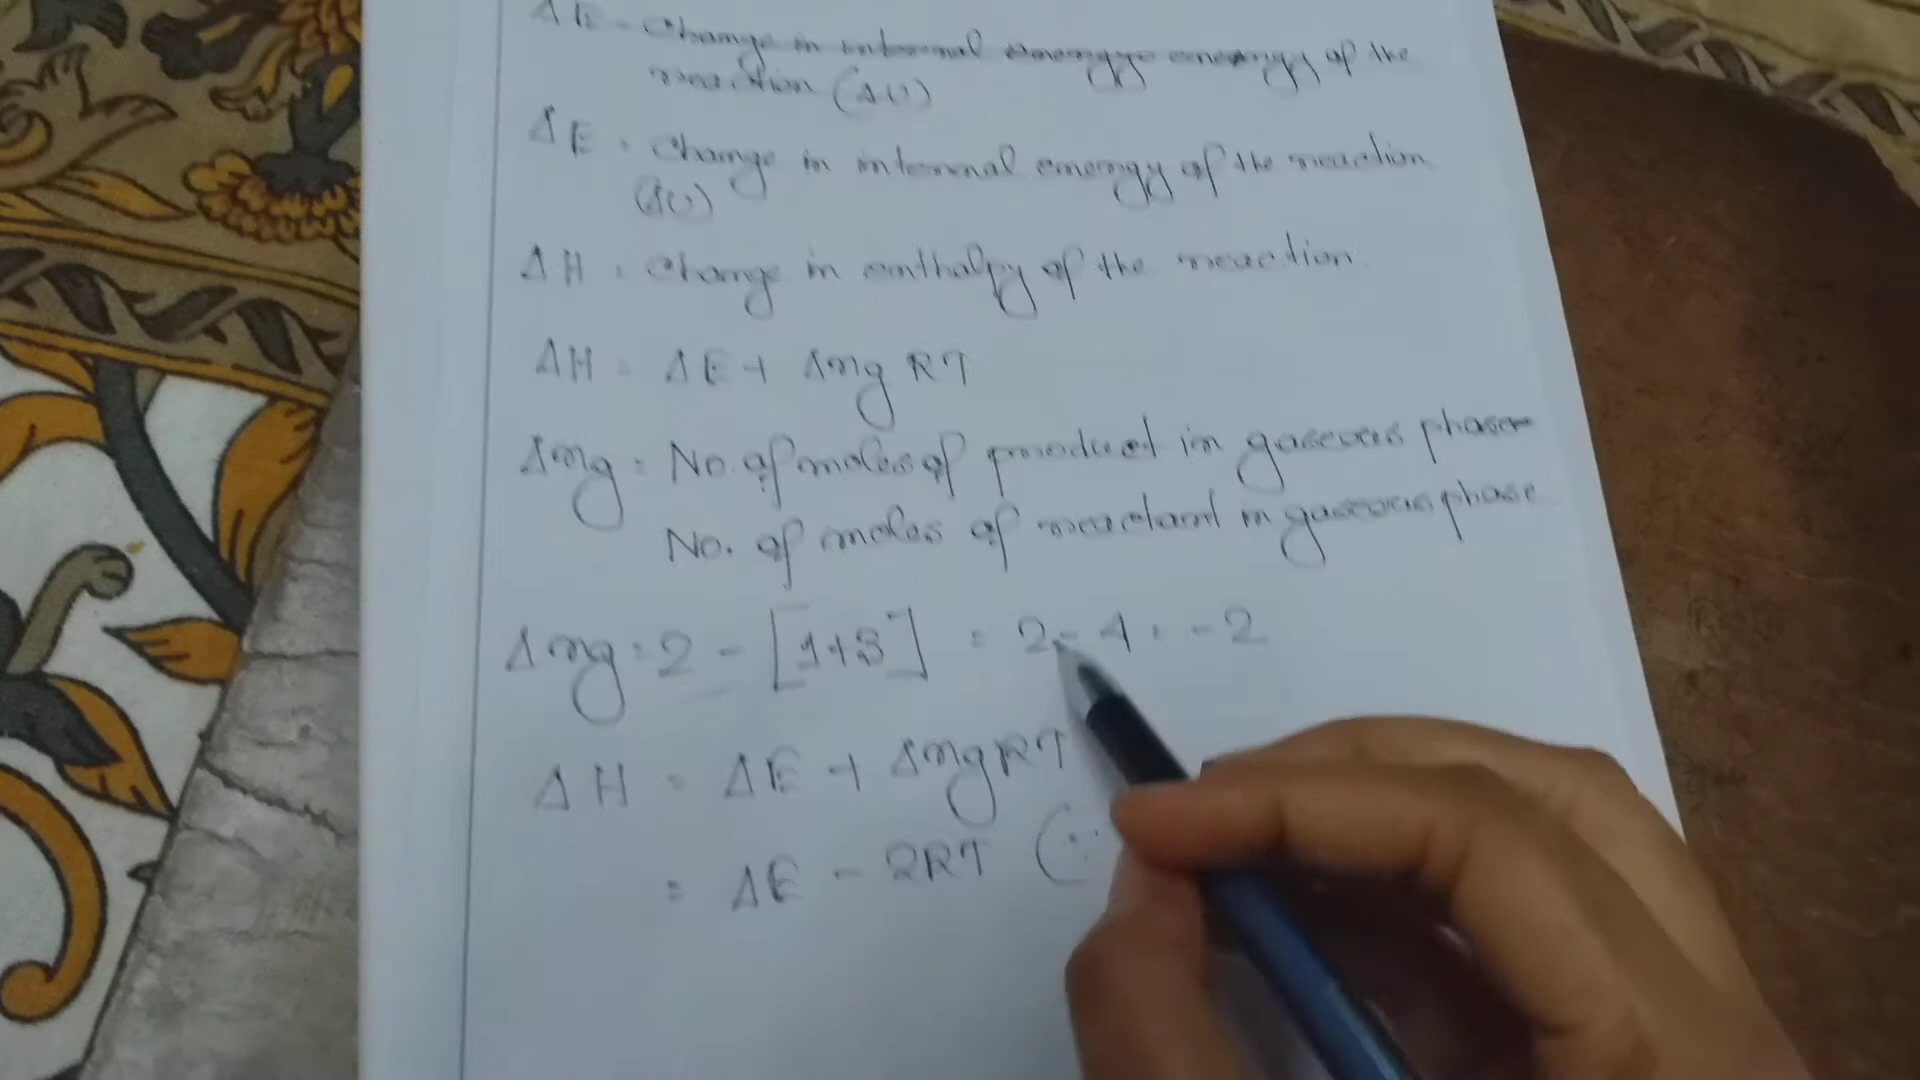 ΔE - Change in internal energye energy of the
reaction (ΔU)
ΔE = Change in internal energy of the reaction
(ΔU)
ΔH = Change in enthalpy of the reaction
ΔH = ΔE + Δng RT
Δng = No. of moles of product in gaseous phase -
No. of moles of reactant in gaseous phase
Δng = 2 - [1+3] = 2 - 4 = -2
ΔH = ΔE + Δng RT
= ΔE - 2RT (∵